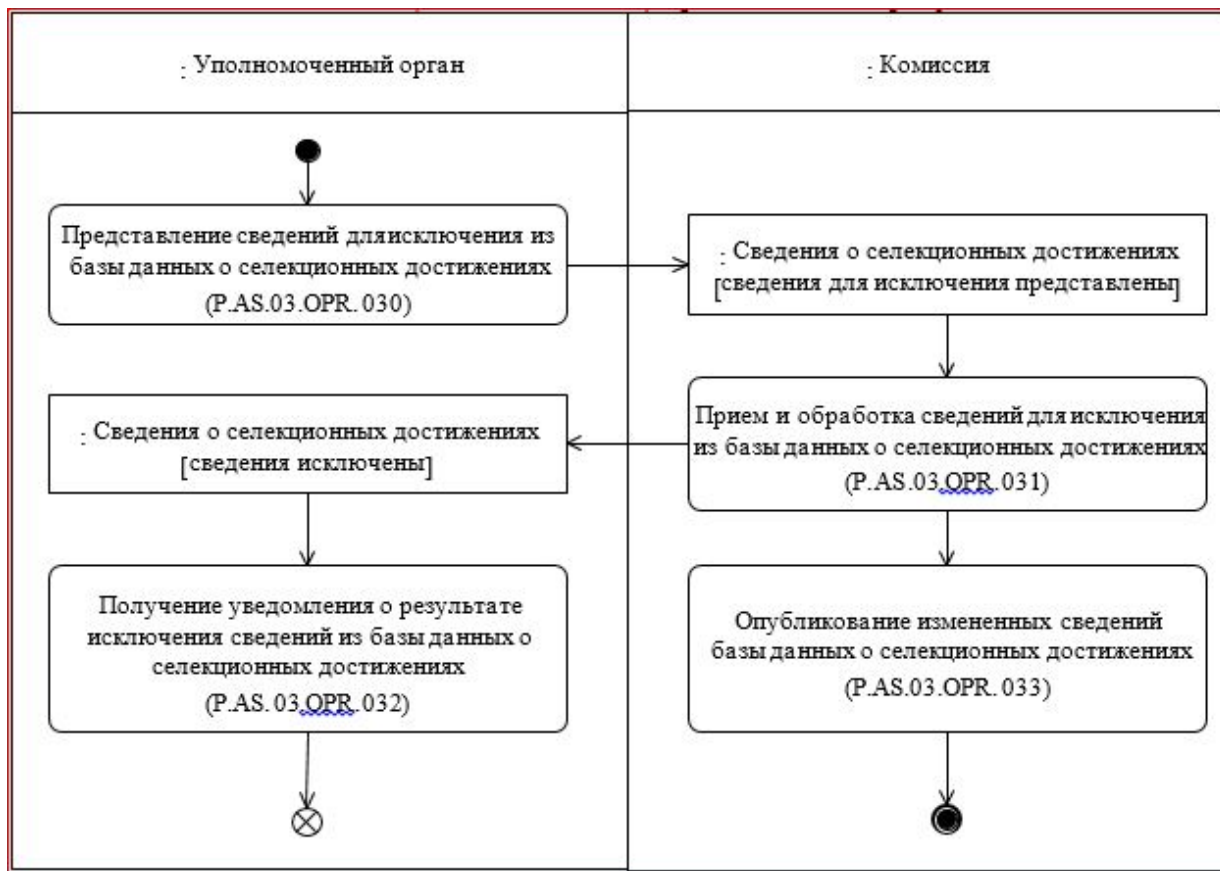 : Уполномоченный орган
: Комиссия
Представление сведений для исключения из
базы данных о селекционных достижениях
(P.AS.03.OPR. 030)
: Сведения о селекционных достижениях
[сведения для исключения представлены]
: Сведения о селекционных достижениях
[сведения исключены]
Прием и обработка сведений для исключения
из базы данных о селекционных достижениях
(P.AS.03.OPR.031)
Получение уведомления о результате
исключения сведений из базы данных о
селекционных достижениях
(P.AS.03.OPR.032)
Опубликование измененных сведений
базы данных о селекционных достижениях
(P.AS.03.OPR. 033)